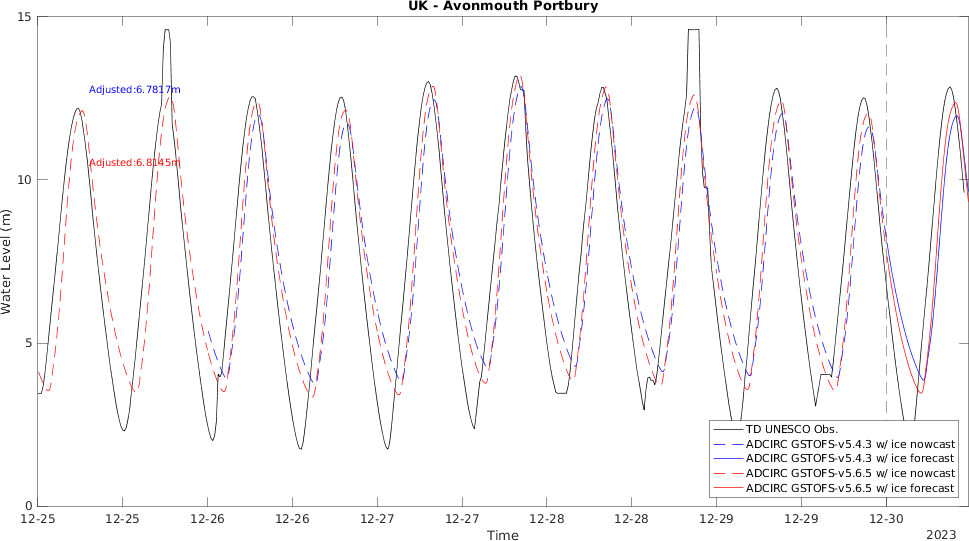 UK - Avonmouth Portbury
15
Adjusted:6.7817m
Adjusted:6.8145m
10
Water Level (m)
5
0
TD UNESCO Obs.
ADCIRC GSTOFS-v5.4.3 w/ ice nowcast
ADCIRC GSTOFS-v5.4.3 w/ ice forecast
ADCIRC GSTOFS-v5.6.5 w/ ice nowcast
ADCIRC GSTOFS-v5.6.5 w/ ice forecast
12-25 12-25 12-26 12-26 12-27 12-27 12-28 12-28 12-29 12-29 12-30
Time
2023